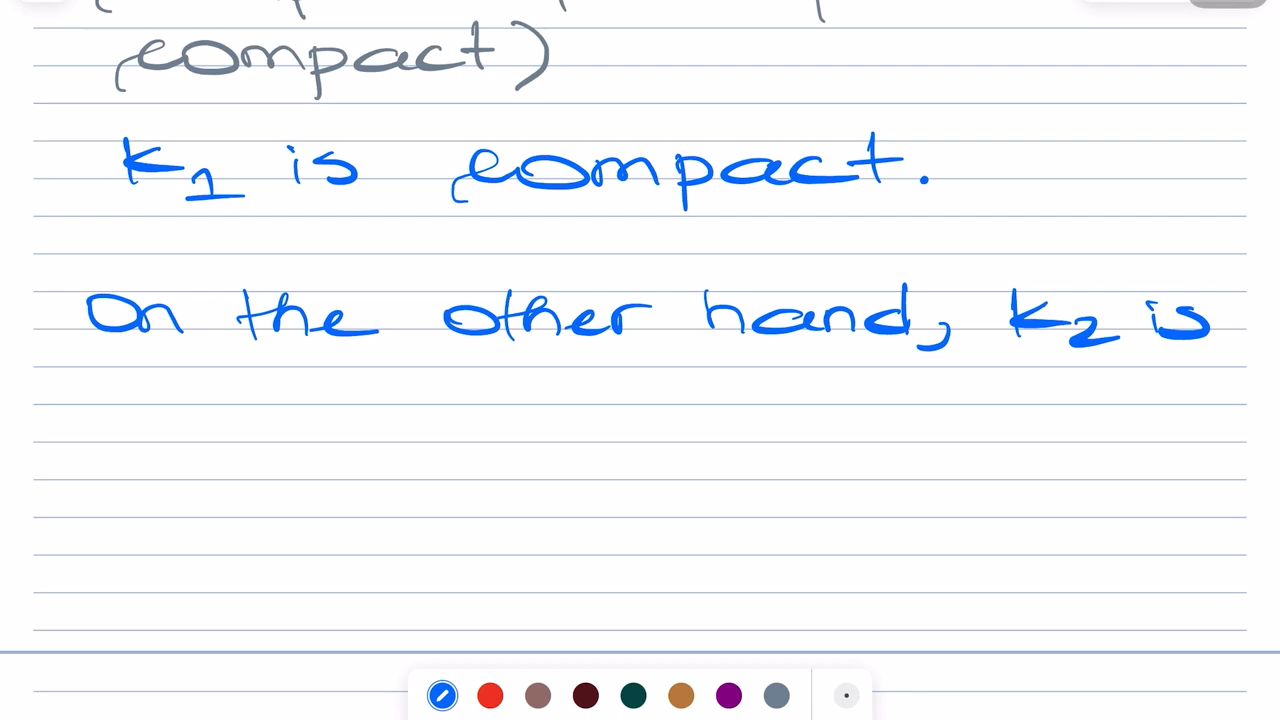 compact)
K₁ is compact.
On the other hand, K₂ is